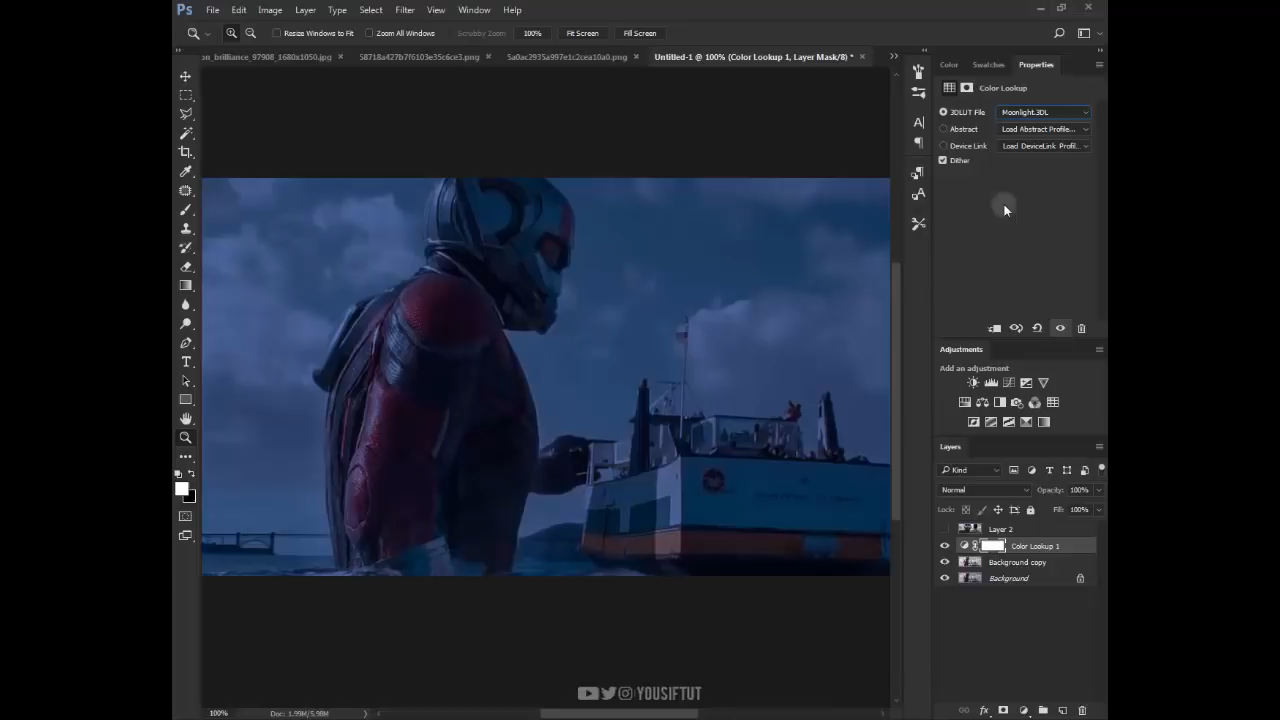 Ps File Edit Image Layer Type Select Filter View Window Help
Resize Windows to Fit Zoom All Windows Scrubby Zoom 100% Fit Screen Fill Screen
on_brilliance_97908_1680x1050.jpg × 58718a427b7f6103e35c6ce3.png × 5a0ac2935a997e1c2cea10a0.png × Untitled-1 @ 100% (Color Lookup 1, Layer Mask/8) * ×
Color Swatches Properties
Color Lookup
3DLUT File Moonlight.3DL
Abstract Load Abstract Profile...
Device Link Load DeviceLink Profil...
Dither
Adjustments
Add an adjustment
Layers
Kind
Normal Opacity: 100%
Lock: Fill: 100%
Layer 2
Color Lookup 1
Background copy
Background
YOUSIFTUT
100% Doc: 1.99M/5.98M